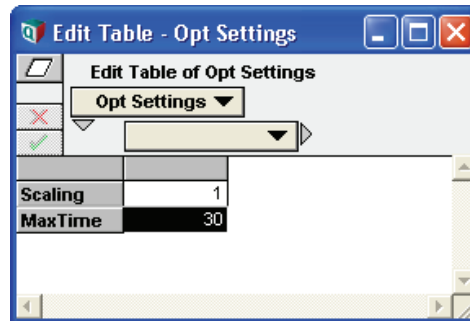 Edit Table - Opt Settings
Edit Table of Opt Settings
Opt Settings
Scaling 1
MaxTime 30